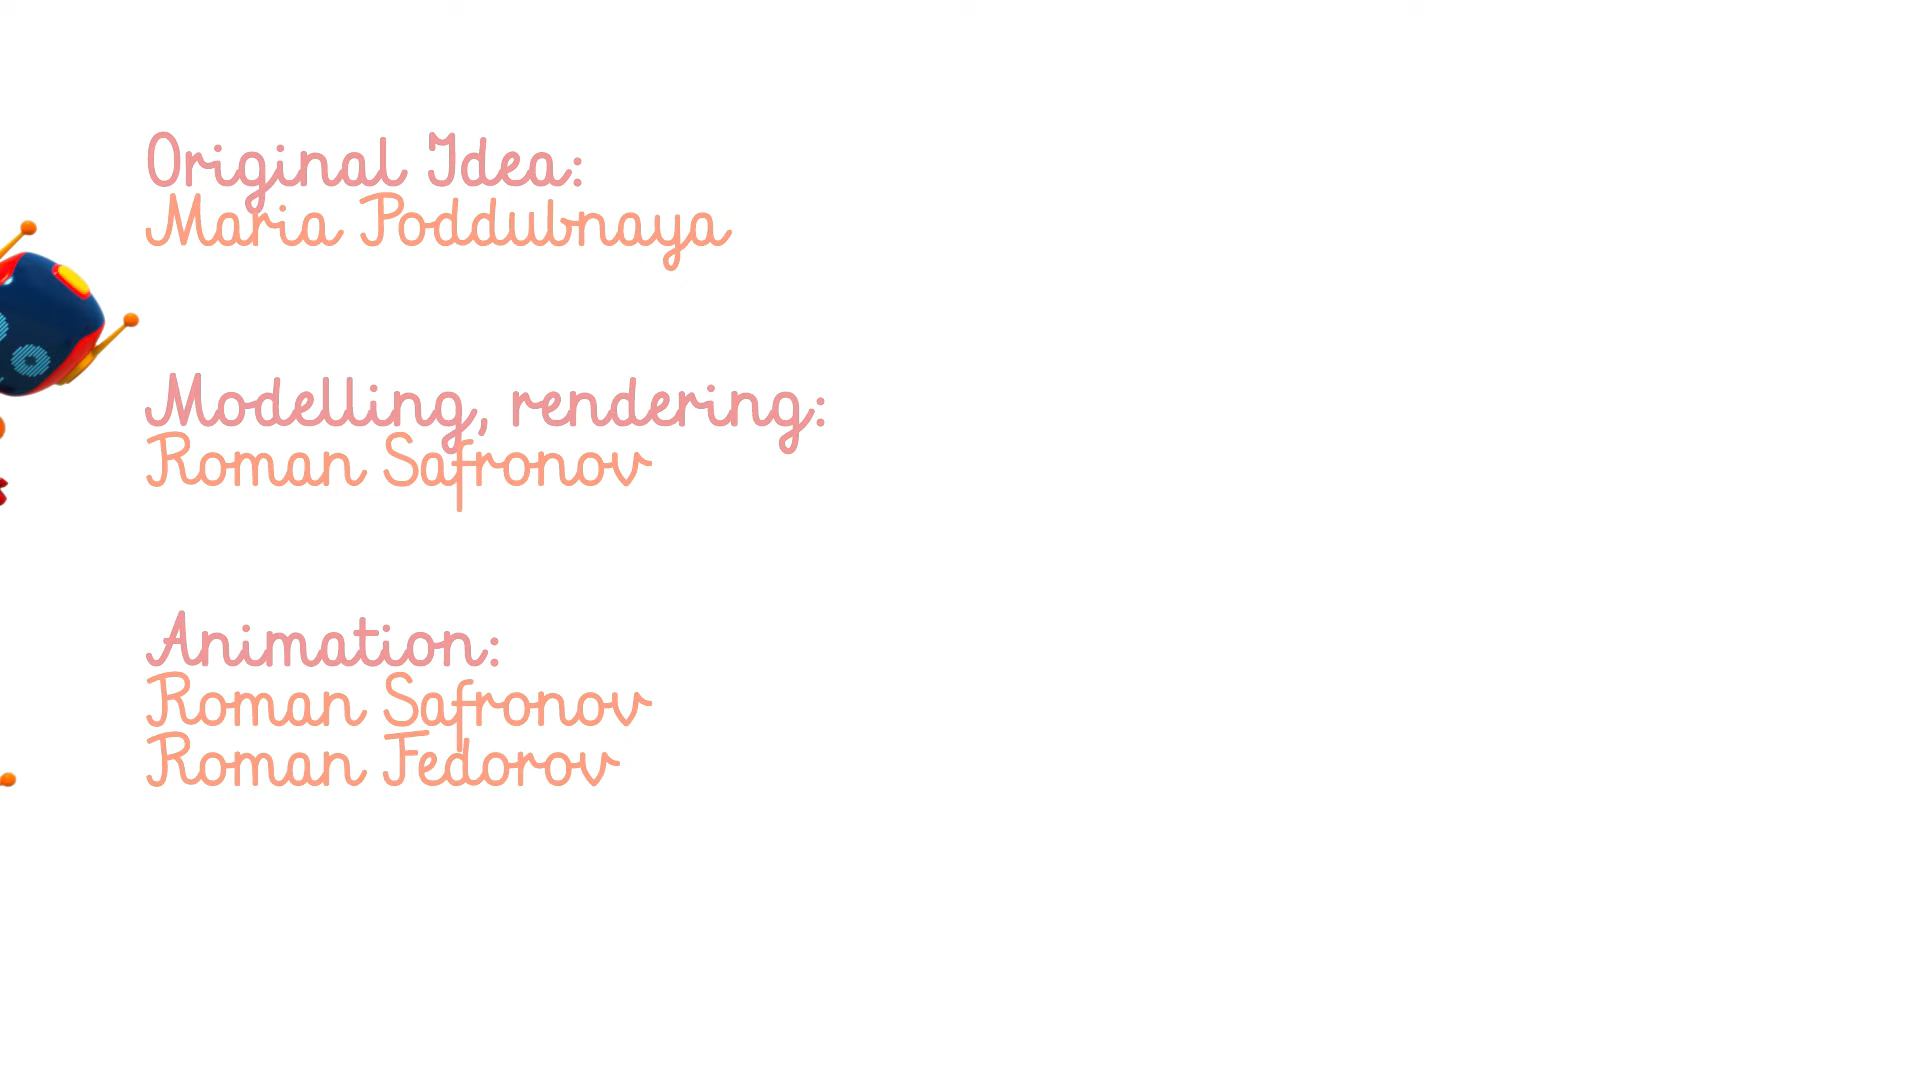 Original Idea:
Maria Poddubnaya
Modelling, rendering:
Roman Safronov
Animation:
Roman Safronov
Roman Fedorov